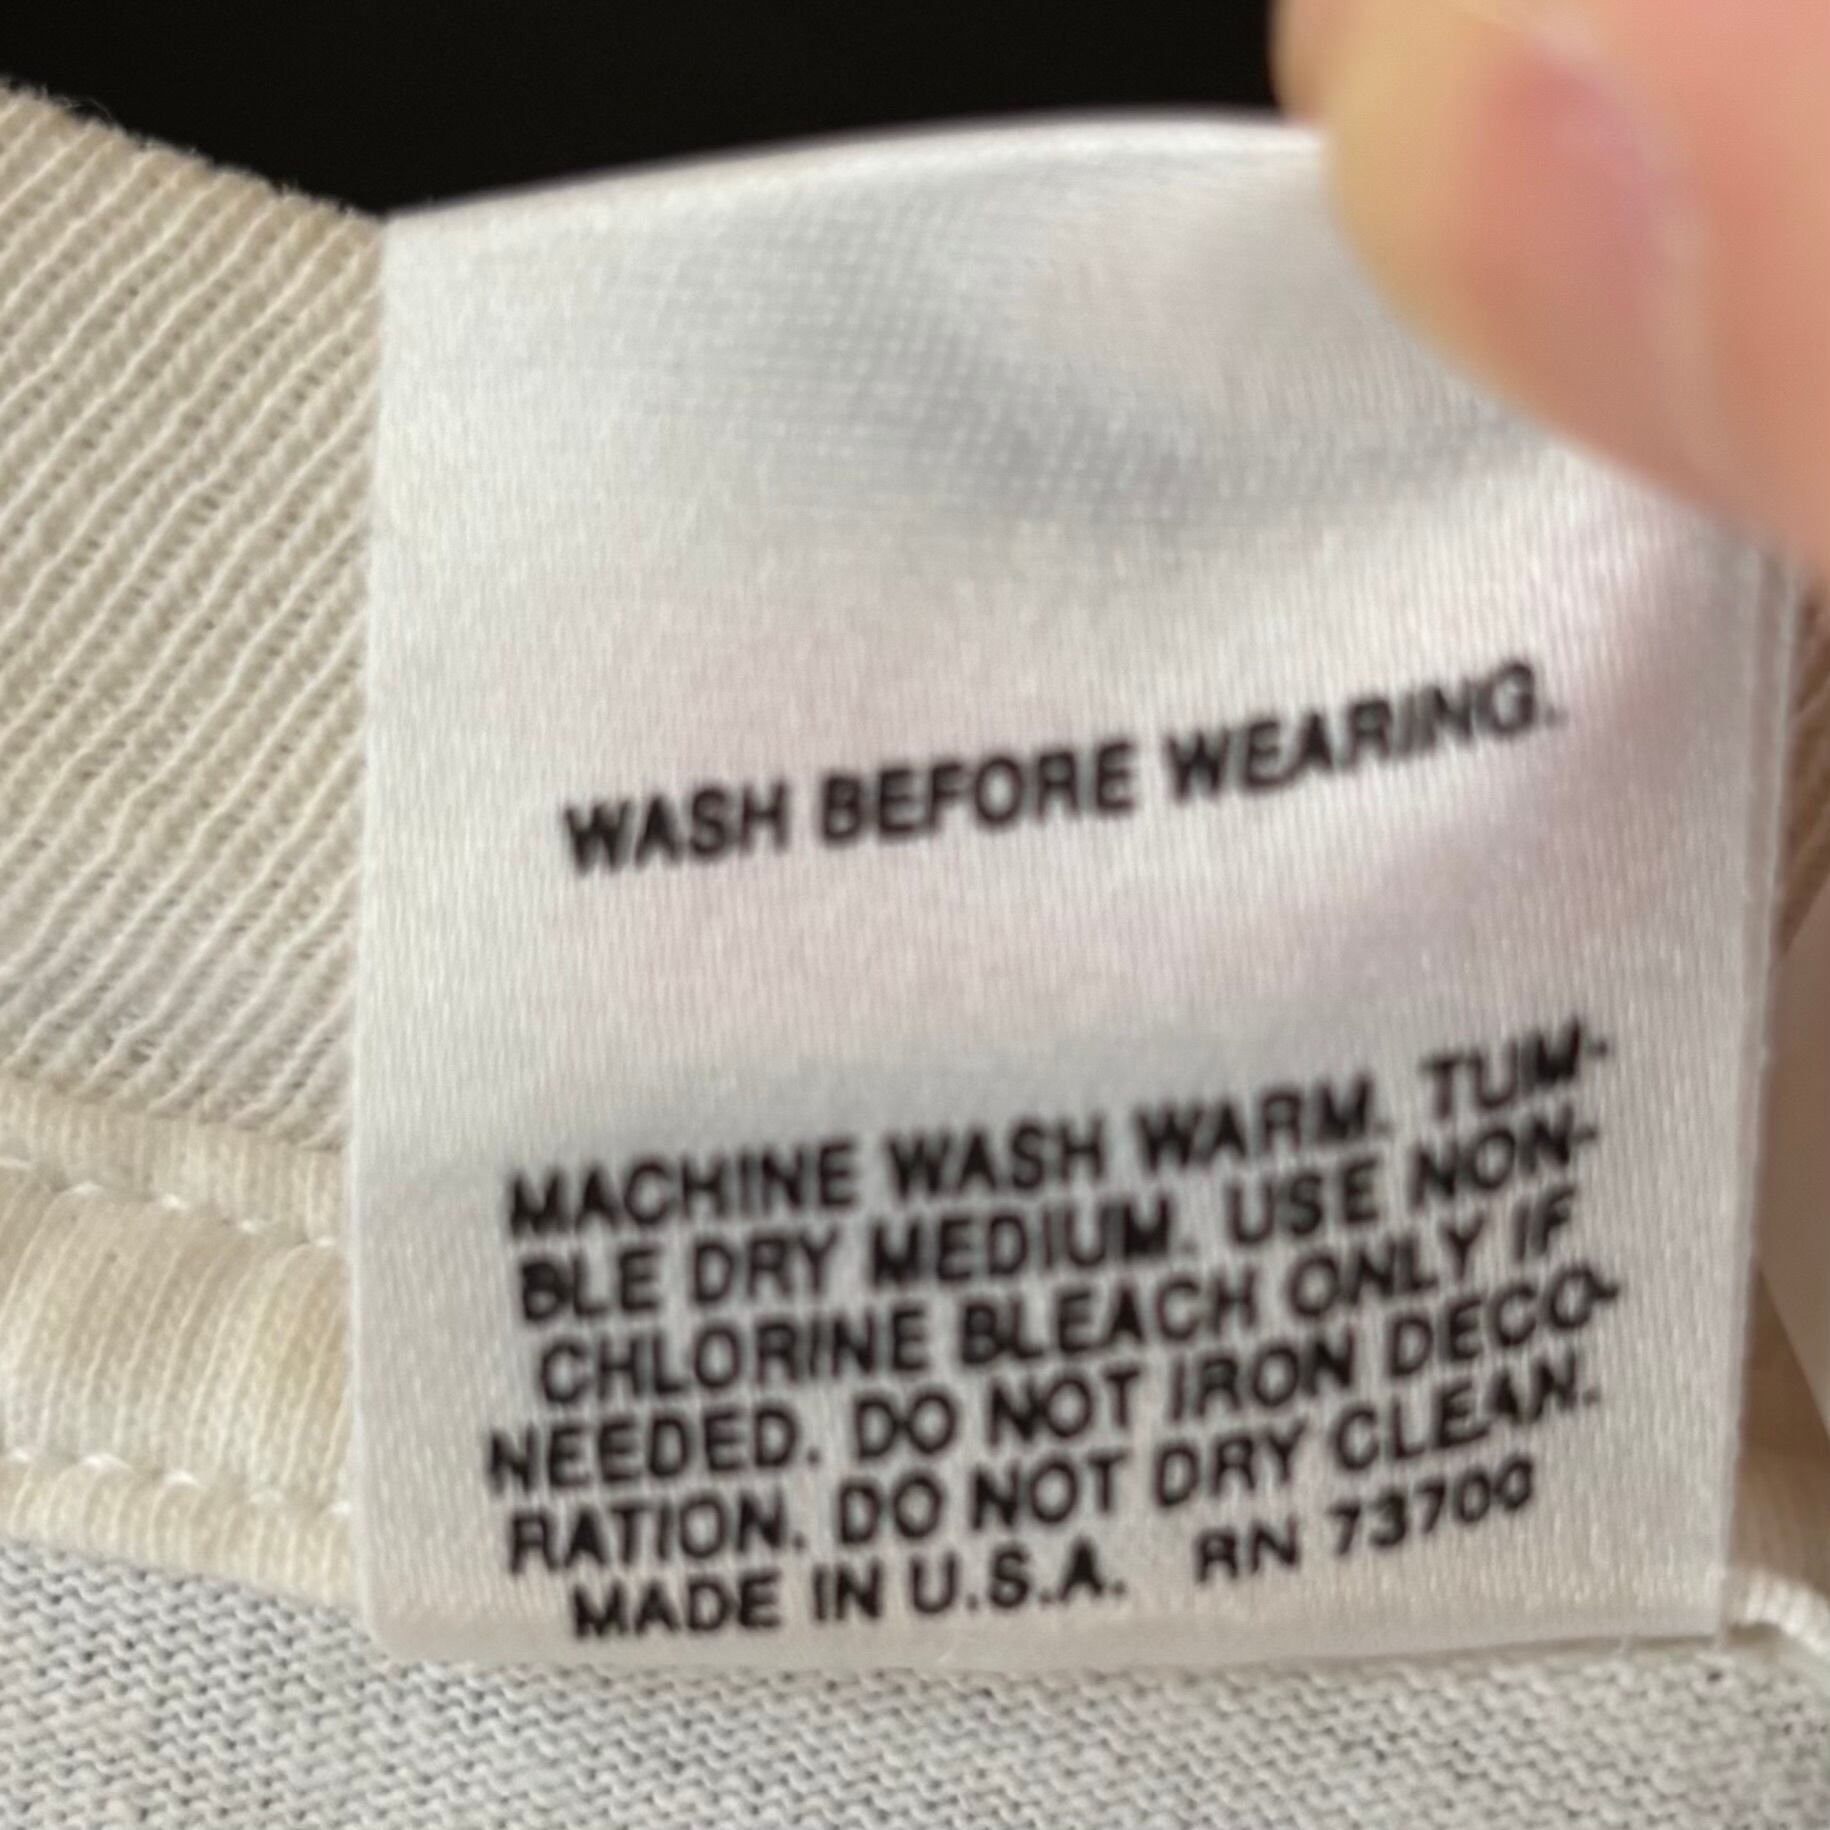 WASH BEFORE WEARING.
MACHINE WASH WARM. TUM-
BLE DRY MEDIUM. USE NON-
CHLORINE BLEACH ONLY IF
NEEDED. DO NOT IRON DECO-
RATION. DO NOT DRY CLEAN.
MADE IN U.S.A. RN 73700